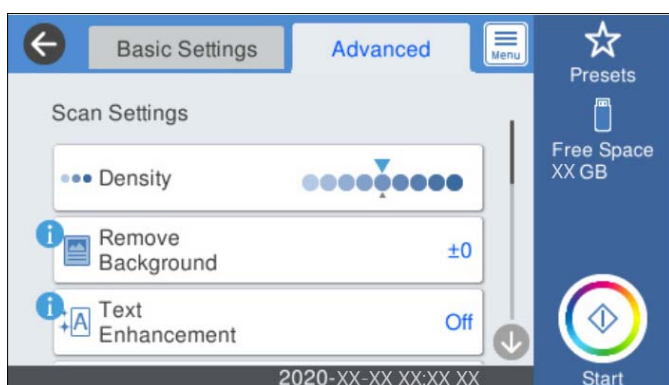 Basic Settings
Advanced
Menu
Presets
Free Space
XX GB
Scan Settings
Density
Remove
Background
±0
Text
Enhancement
Off
2020-XX-XX XX:XX XX
Start